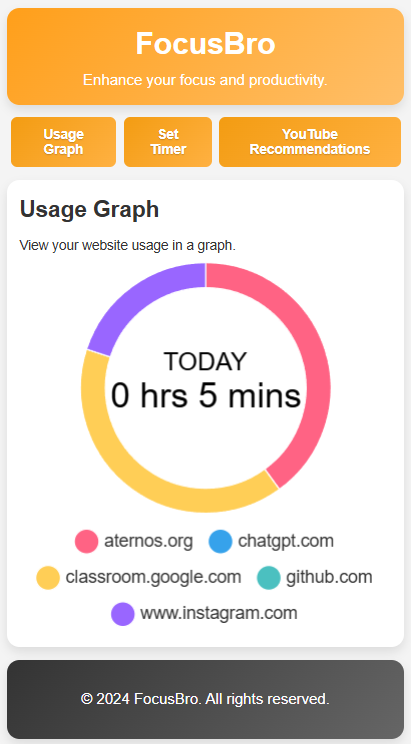 FocusBro
Enhance your focus and productivity.
Usage
Graph
Set
Timer
YouTube
Recommendations
Usage Graph
View your website usage in a graph.
TODAY
0 hrs 5 mins
aternos.org
chatgpt.com
classroom.google.com
github.com
www.instagram.com
© 2024 FocusBro. All rights reserved.